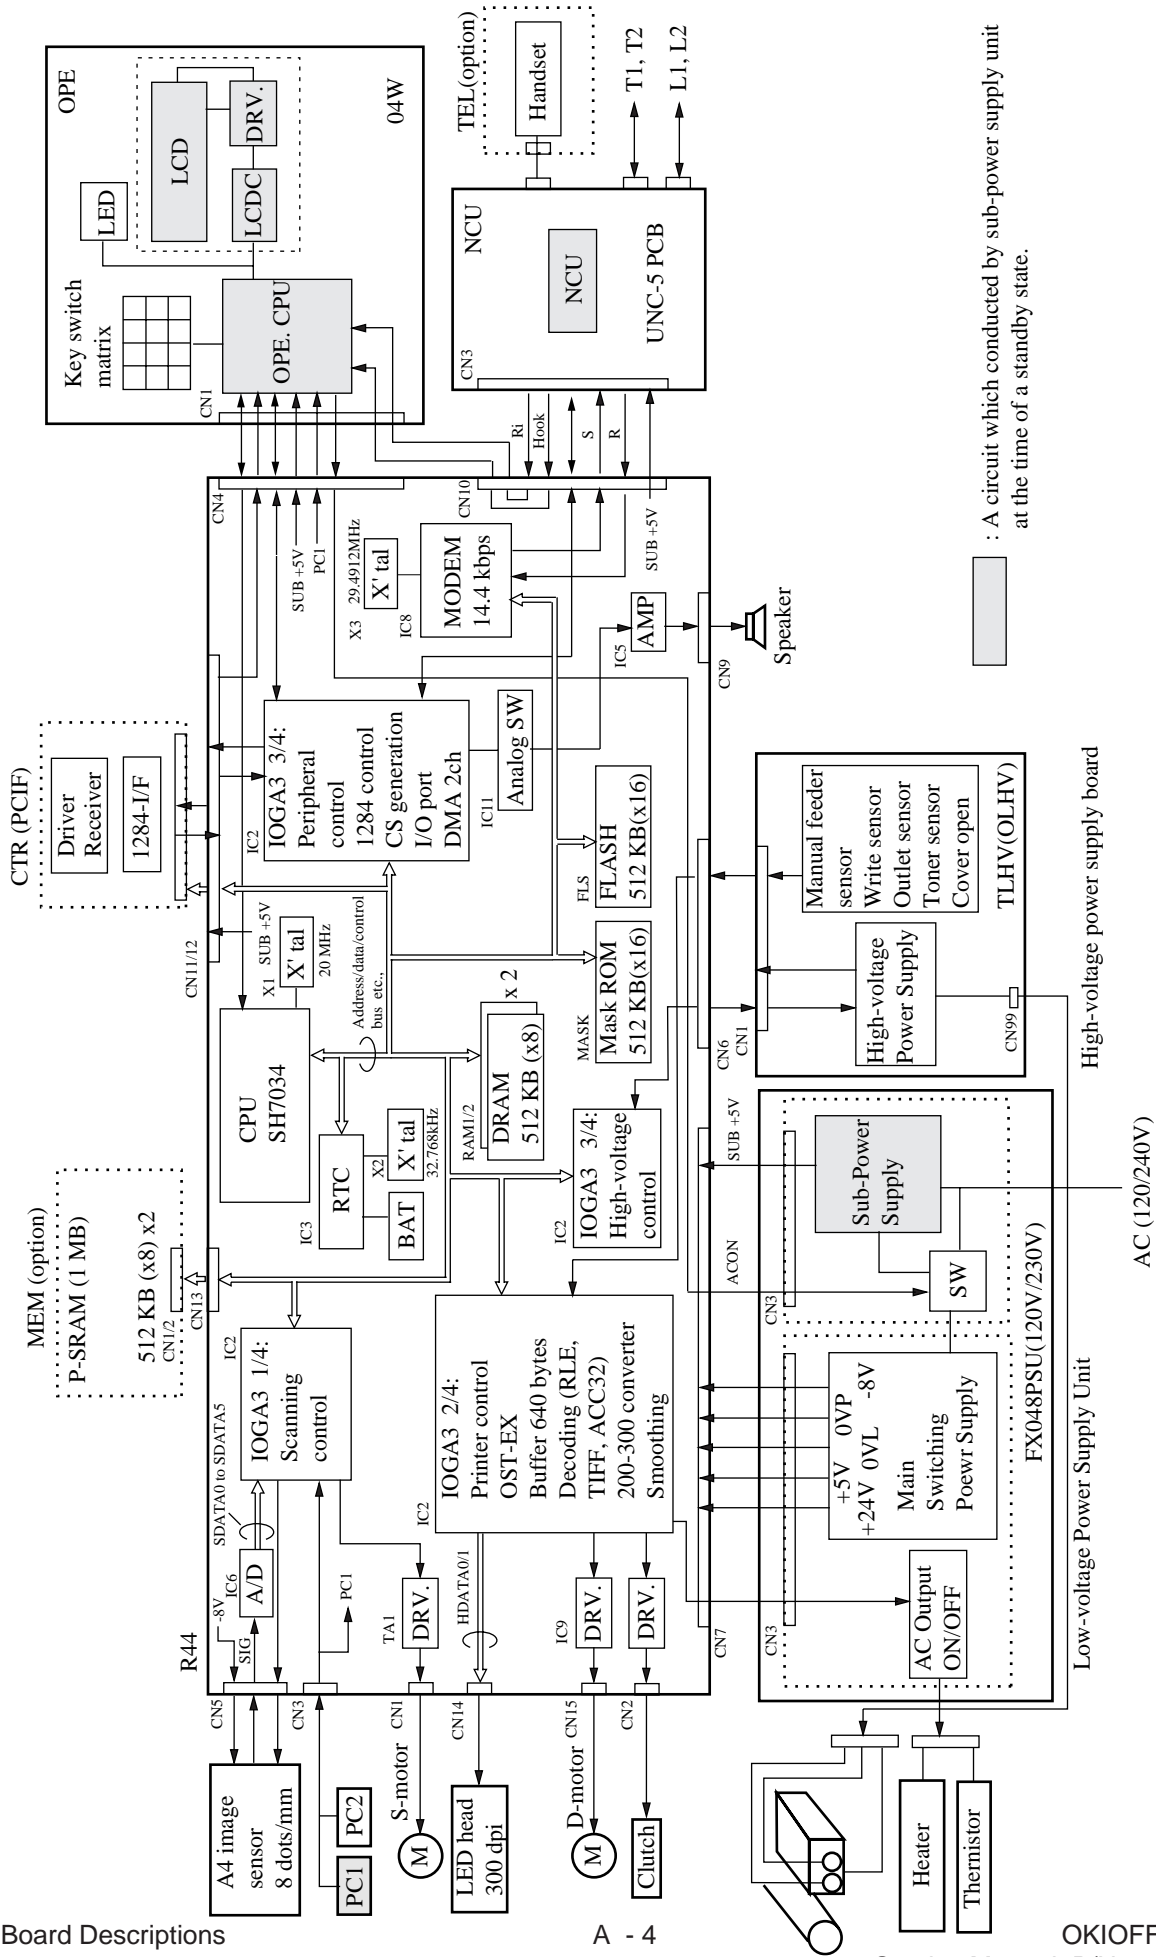 OPE
04W
LCD
DRV.
LCDC
LED
Key switch
matrix
OPE. CPU
CN1
TEL(option)
Handset
T1, T2
L1, L2
NCU
NCU
UNC-5 PCB
CN3
Ri
Hook
S
R
SUB +5V
: A circuit which conducted by sub-power supply unit
at the time of a standby state.
CN4
CN10
SUB +5V
PC1
X3
29.4912MHz
X' tal
IC8
MODEM
14.4 kbps
IC5
AMP
CN9
Speaker
CTR (PCIF)
Driver
Receiver
1284-I/F
CN11/12
SUB +5V
X1
X' tal
20 MHz
IC2
IOGA3 3/4:
Peripheral
control
1284 control
CS generation
I/O port
DMA 2ch
IC11
Analog SW
Address/data/control
bus etc.,
FLS
FLASH
512 KB(x16)
MASK
Mask ROM
512 KB(x16)
CPU
SH7034
IC3
RTC
X2
X' tal
32.768kHz
BAT
RAM1/2
DRAM
512 KB (x8)
x 2
IC2
IOGA3 3/4:
High-voltage
control
MEM (option)
P-SRAM (1 MB)
512 KB (x8) x2
CN1/2
CN13
IC2
IOGA3 1/4:
Scanning
control
SDATA0 to SDATA5
IC6
A/D
-8V
SIG
R44
PC1
TA1
DRV.
HDATA0/1
IC2
IOGA3 2/4:
Printer control
OST-EX
Buffer 640 bytes
Decoding (RLE,
TIFF, ACC32)
200-300 converter
Smoothing
IC9
DRV.
DRV.
CN6
CN1
Manual feeder
sensor
Write sensor
Outlet sensor
Toner sensor
Cover open
High-voltage
Power Supply
TLHV(OLHV)
CN99
High-voltage power supply board
CN7
SUB +5V
ACON
CN3
Sub-Power
Supply
SW
AC (120/240V)
+5V 0VP
+24V 0VL -8V
Main
Switching
Poewr Supply
CN3
AC Output
ON/OFF
FX048PSU(120V/230V)
Low-voltage Power Supply Unit
CN5
A4 image
sensor
8 dots/mm
CN3
PC1
PC2
CN1
S-motor
M
CN14
LED head
300 dpi
CN15
D-motor
M
CN2
Clutch
Heater
Thernistor
Board Descriptions
A - 4
OKIOFF